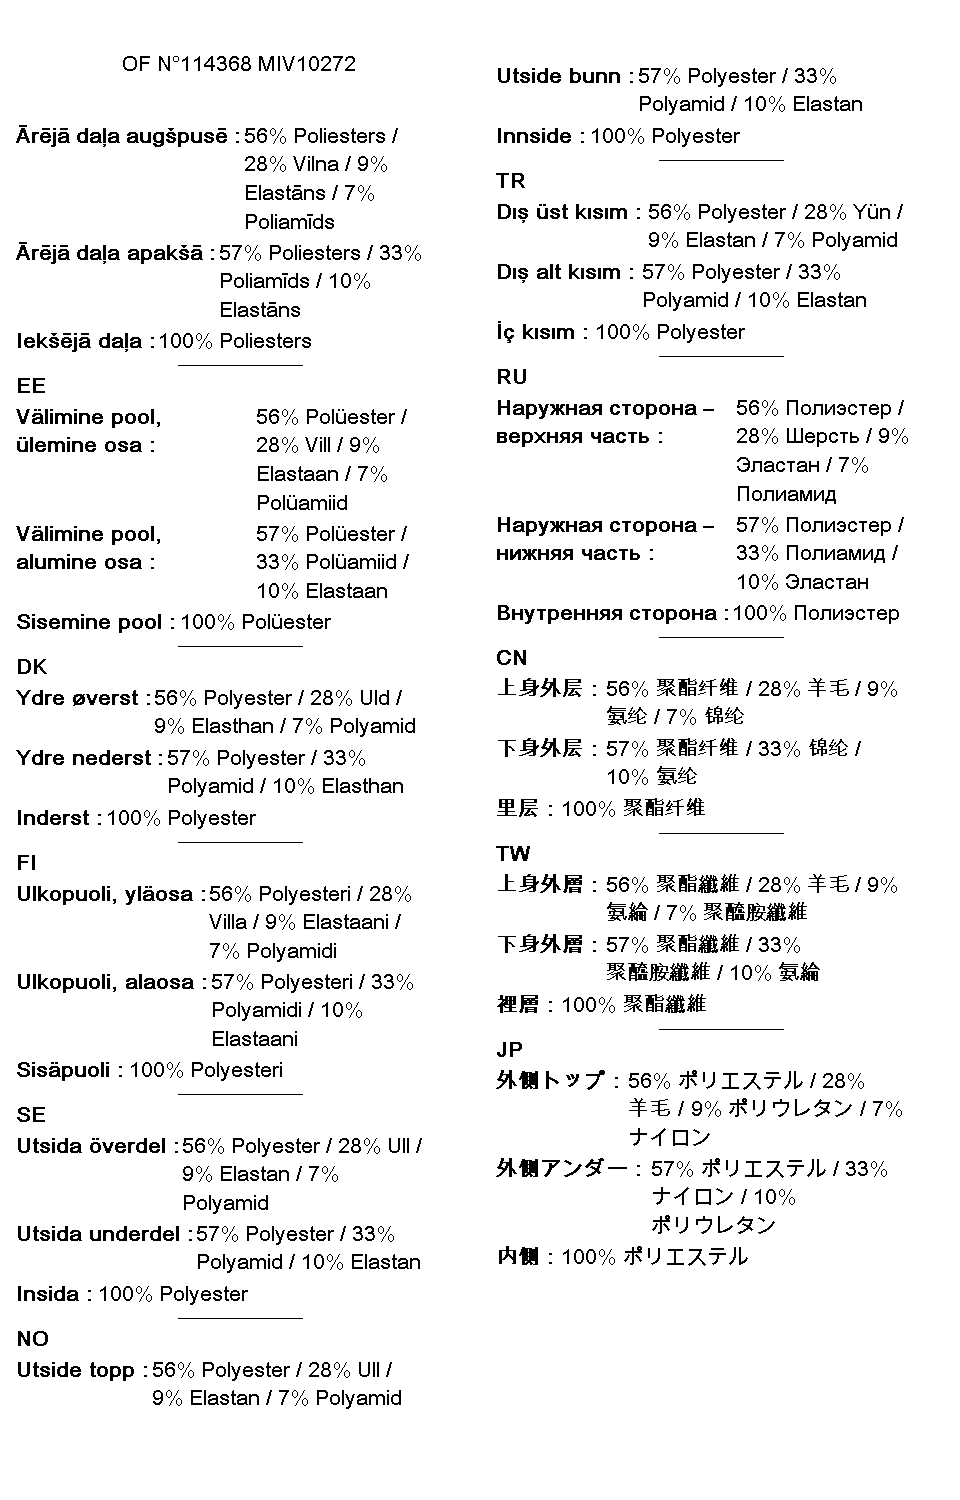 OF N°114368 MIV10272
Ārējā daļa augšpusē : 56% Poliesters /
28% Vilna / 9%
Elastāns / 7%
Poliamīds
Ārējā daļa apakšā : 57% Poliesters / 33%
Poliamīds / 10%
Elastāns
Iekšējā daļa : 100% Poliesters
EE
Välimine pool, 56% Polüester /
ülemine osa : 28% Vill / 9%
Elastaan / 7%
Polüamiid
Välimine pool, 57% Polüester /
alumine osa : 33% Polüamiid /
10% Elastaan
Sisemine pool : 100% Polüester
DK
Ydre øverst : 56% Polyester / 28% Uld /
9% Elasthan / 7% Polyamid
Ydre nederst : 57% Polyester / 33%
Polyamid / 10% Elasthan
Inderst : 100% Polyester
FI
Ulkopuoli, yläosa : 56% Polyesteri / 28%
Villa / 9% Elastaani /
7% Polyamidi
Ulkopuoli, alaosa : 57% Polyesteri / 33%
Polyamidi / 10%
Elastaani
Sisäpuoli : 100% Polyesteri
SE
Utsida överdel : 56% Polyester / 28% Ull /
9% Elastan / 7%
Polyamid
Utsida underdel : 57% Polyester / 33%
Polyamid / 10% Elastan
Insida : 100% Polyester
NO
Utside topp : 56% Polyester / 28% Ull /
9% Elastan / 7% Polyamid
Utside bunn : 57% Polyester / 33%
Polyamid / 10% Elastan
Innside : 100% Polyester
TR
Dış üst kısım : 56% Polyester / 28% Yün /
9% Elastan / 7% Polyamid
Dış alt kısım : 57% Polyester / 33%
Polyamid / 10% Elastan
İç kısım : 100% Polyester
RU
Наружная сторона – 56% Полиэстер /
верхняя часть : 28% Шерсть / 9%
Эластан / 7%
Полиамид
Наружная сторона – 57% Полиэстер /
нижняя часть : 33% Полиамид /
10% Эластан
Внутренняя сторона : 100% Полиэстер
CN
上身外层 : 56% 聚酯纤维 / 28% 羊毛 / 9%
氨纶 / 7% 锦纶
下身外层 : 57% 聚酯纤维 / 33% 锦纶 /
10% 氨纶
里层 : 100% 聚酯纤维
TW
上身外層 : 56% 聚酯纖維 / 28% 羊毛 / 9%
氨綸 / 7% 聚醯胺纖維
下身外層 : 57% 聚酯纖維 / 33%
聚醯胺纖維 / 10% 氨綸
裡層 : 100% 聚酯纖維
JP
外側トップ : 56% ポリエステル / 28%
羊毛 / 9% ポリウレタン / 7%
ナイロン
外側アンダー : 57% ポリエステル / 33%
ナイロン / 10%
ポリウレタン
内側 : 100% ポリエステル